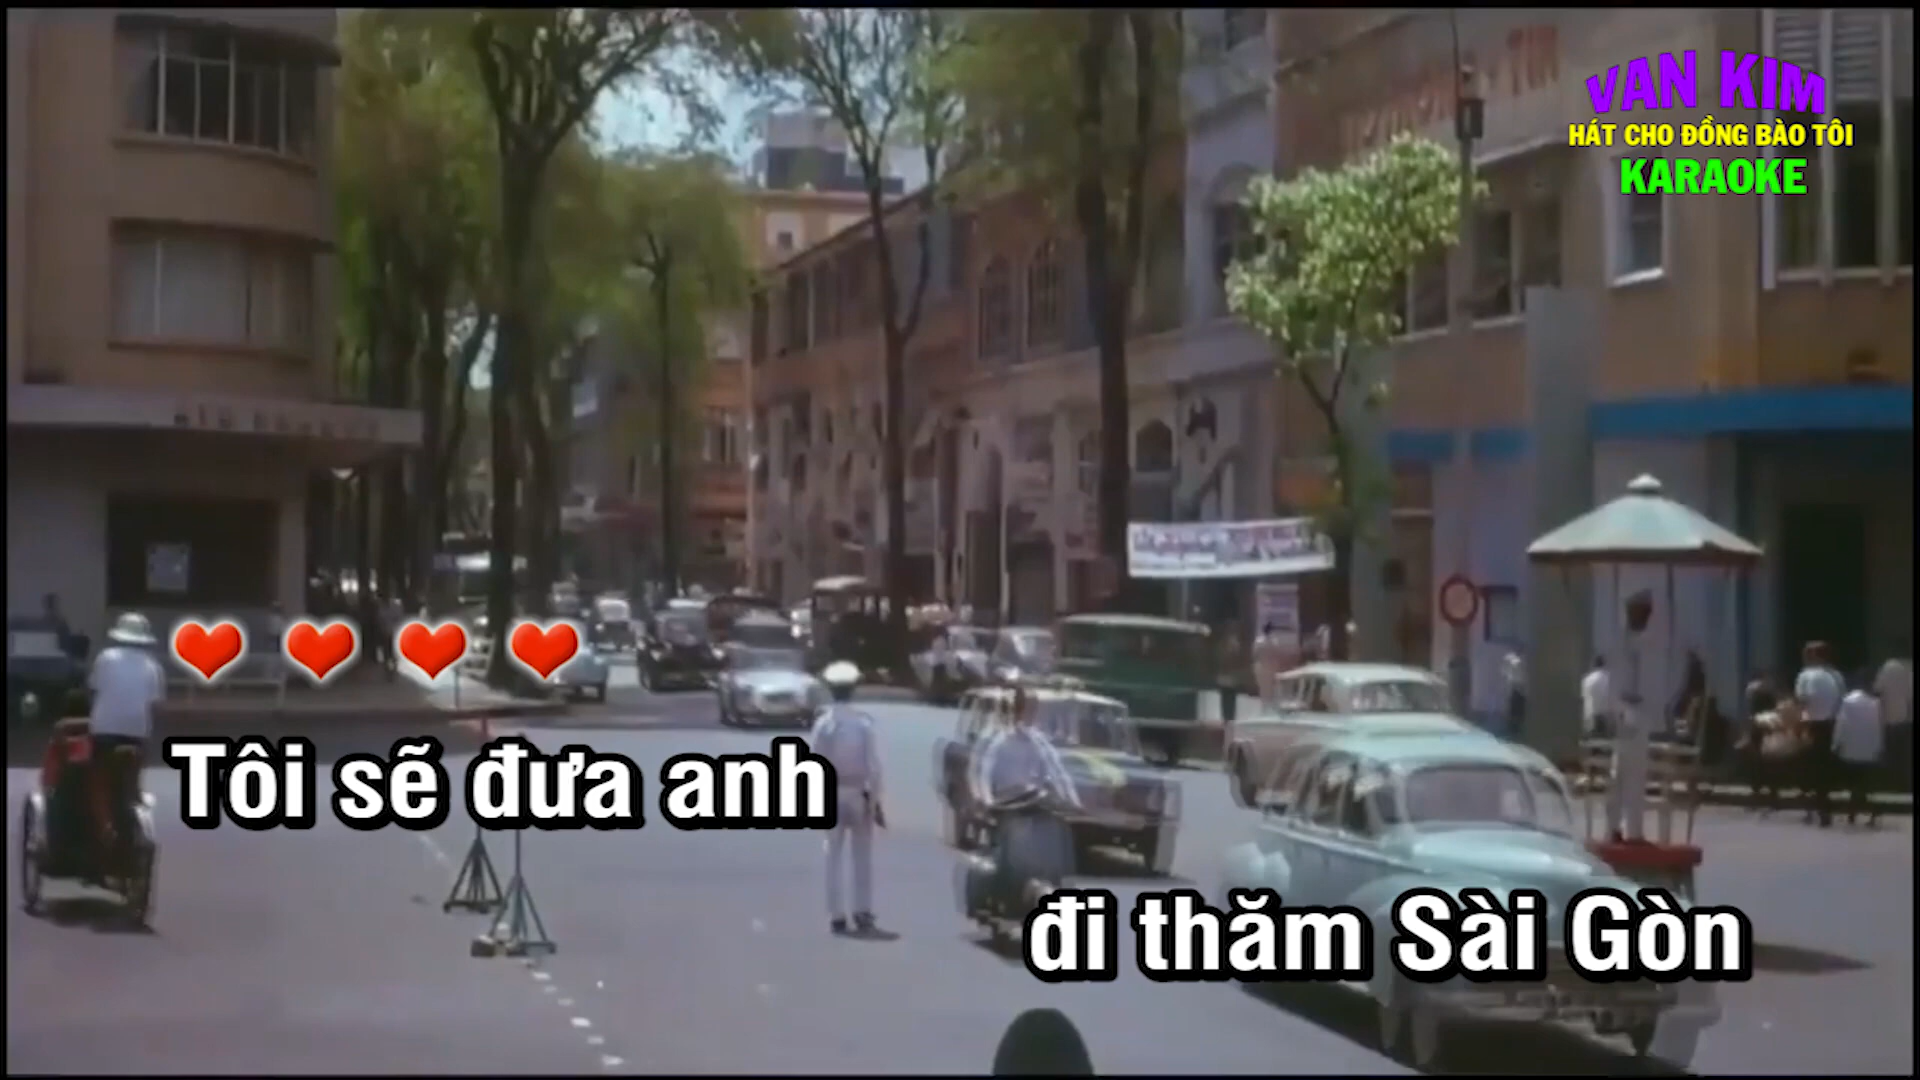 VAN KIM
HÁT CHO ĐỒNG BÀO TÔI
KARAOKE
Tôi sẽ đưa anh
đi thăm Sài Gòn